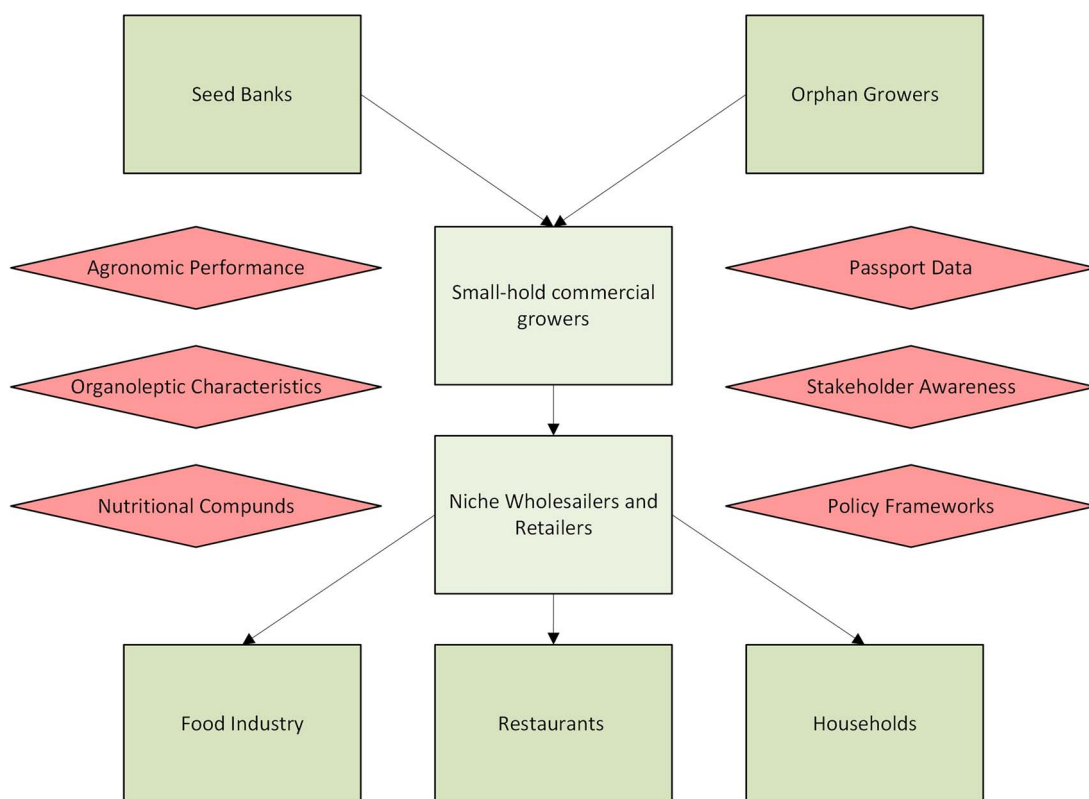 Seed Banks
Orphan Growers
Agronomic Performance
Small-hold commercial
growers
Passport Data
Organoleptic Characteristics
Stakeholder Awareness
Nutritional Compunds
Niche Wholesailers and
Retailers
Policy Frameworks
Food Industry
Restaurants
Households